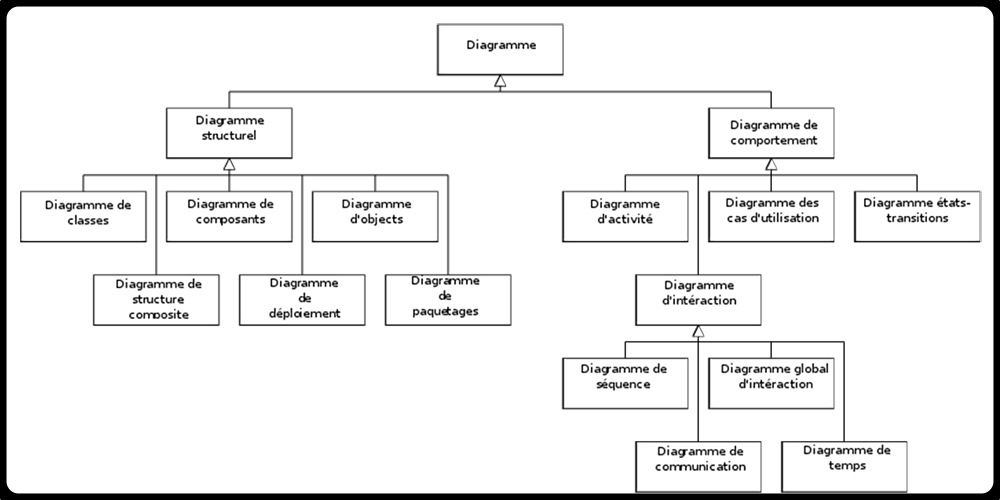 Diagramme
Diagramme
structurel
Diagramme de
comportement
Diagramme de
classes
Diagramme de
composants
Diagramme
d'objects
Diagramme
d'activité
Diagramme des
cas d'utilisation
Diagramme états-
transitions
Diagramme de
structure
composite
Diagramme
de
déploiement
Diagramme
de
paquetages
Diagramme
d'intéraction
Diagramme de
séquence
Diagramme global
d'intéraction
Diagramme de
communication
Diagramme de
temps